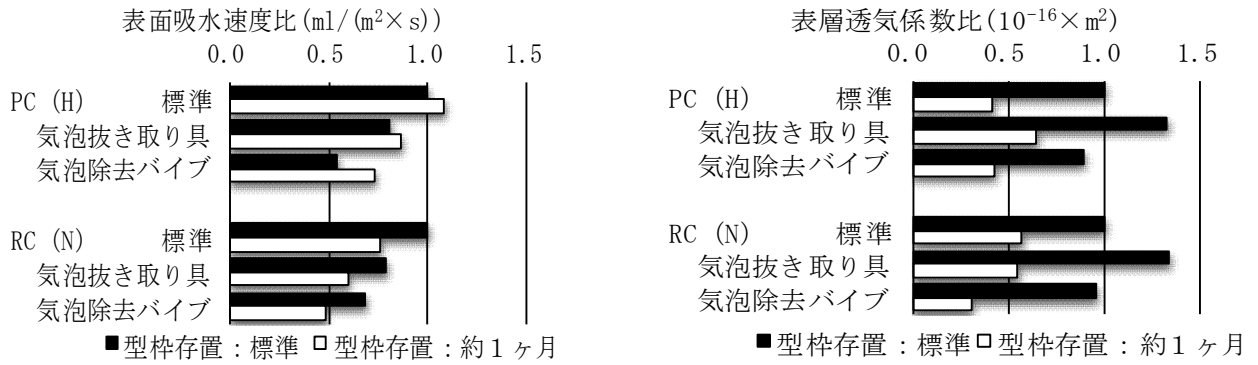 表面吸水速度比(ml/(m²×s))
0.0 0.5 1.0 1.5
PC (H) 標準
気泡抜き取り具
気泡除去バイブ
RC (N) 標準
気泡抜き取り具
気泡除去バイブ
■型枠存置：標準 □ 型枠存置：約１ヶ月
表層透気係数比(10⁻¹⁶×m²)
0.0 0.5 1.0 1.5
PC (H) 標準
気泡抜き取り具
気泡除去バイブ
RC (N) 標準
気泡抜き取り具
気泡除去バイブ
■型枠存置：標準 □ 型枠存置：約１ヶ月